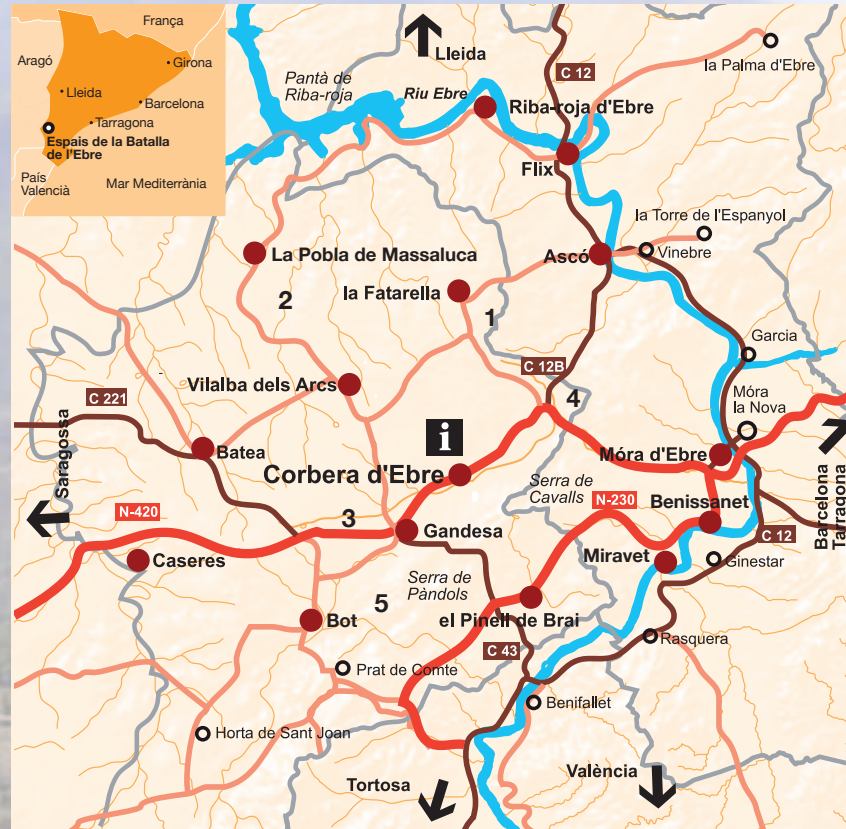 França
Aragó
Girona
Lleida
Barcelona
Tarragona
Espais de la Batalla
de l'Ebre
País
Valencià
Mar Mediterrània
Lleida
C 12
la Palma d'Ebre
Pantà de
Riba-roja
Riu Ebre
Riba-roja d'Ebre
Flix
la Torre de l'Espanyol
Vinebre
Ascó
La Pobla de Massaluca
la Fatarella
2
1
Garcia
C 12B
4
Móra
la Nova
Vilalba dels Arcs
C 221
i
Batea
Corbera d'Ebre
Móra d'Ebre
Serra de
Cavalls
Saragossa
N-420
3
N-230
Benissanet
Barcelona
Tarragona
Gandesa
C 12
Caseres
Miravet
Ginestar
Serra de
Pàndols
5
Bot
el Pinell de Brai
C 43
Rasquera
Prat de Comte
Benifallet
Horta de Sant Joan
Tortosa
València